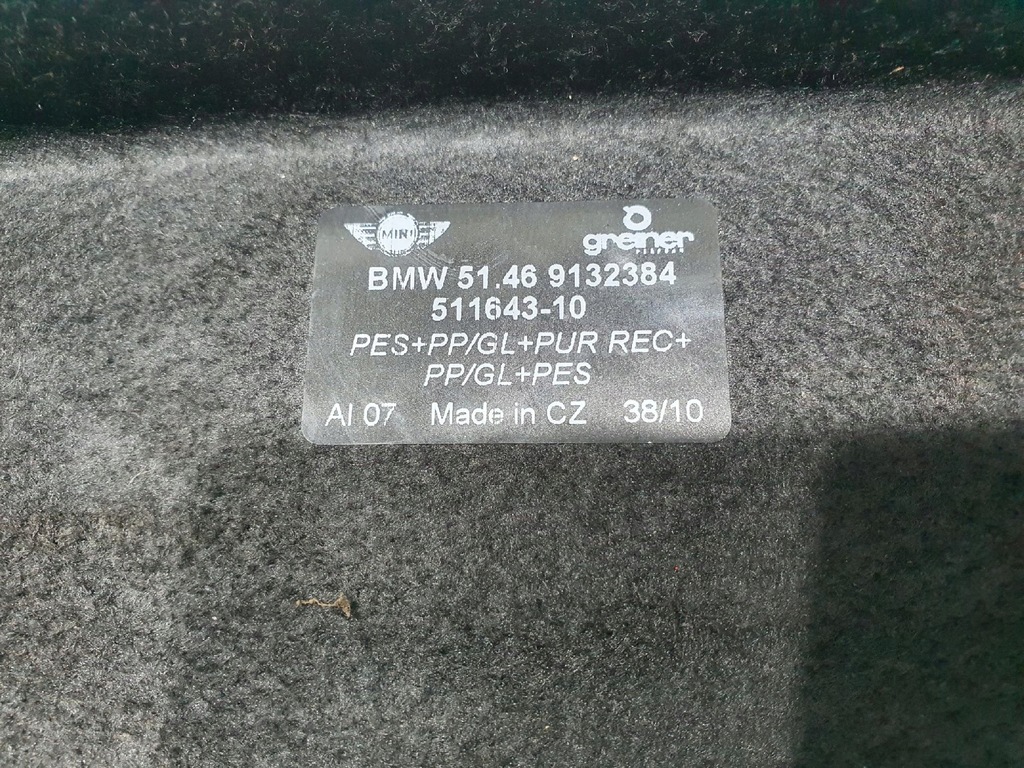 MINI
greiner
BMW 51.46 9132384
511643-10
PES+PP/GL+PUR REC+
PP/GL+PES
AI 07 Made in CZ 38/10